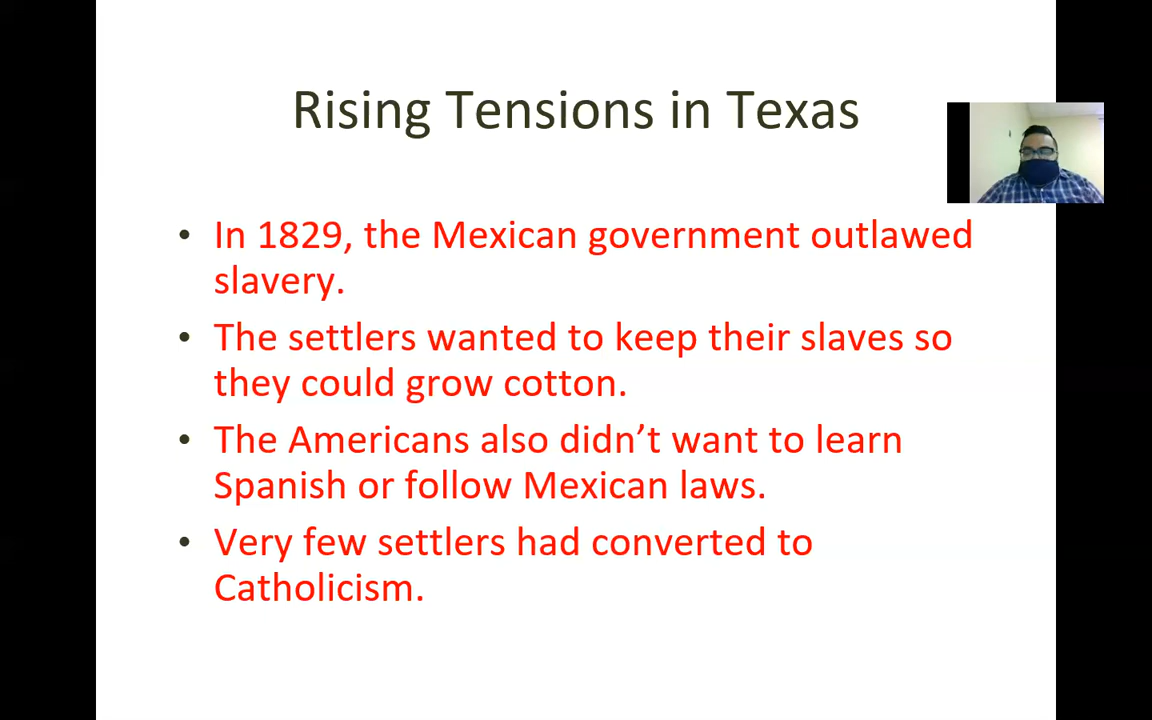 Rising Tensions in Texas
• In 1829, the Mexican government outlawed
slavery.
• The settlers wanted to keep their slaves so
they could grow cotton.
• The Americans also didn’t want to learn
Spanish or follow Mexican laws.
• Very few settlers had converted to
Catholicism.